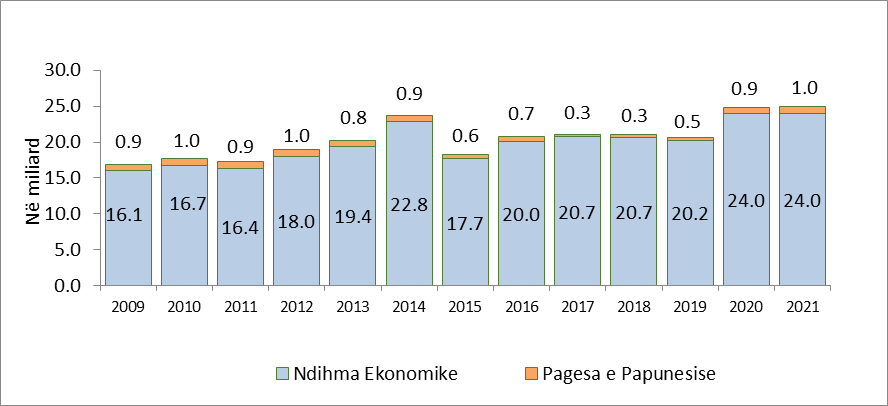 Në miliard
30.0
25.0
20.0
15.0
10.0
5.0
0.0
0.9 1.0 0.9 1.0 0.8 0.9 0.6 0.7 0.3 0.3 0.5 0.9 1.0
16.1 16.7 16.4 18.0 19.4 22.8 17.7 20.0 20.7 20.7 20.2 24.0 24.0
2009 2010 2011 2012 2013 2014 2015 2016 2017 2018 2019 2020 2021
Ndihma Ekonomike Pagesa e Papunesise